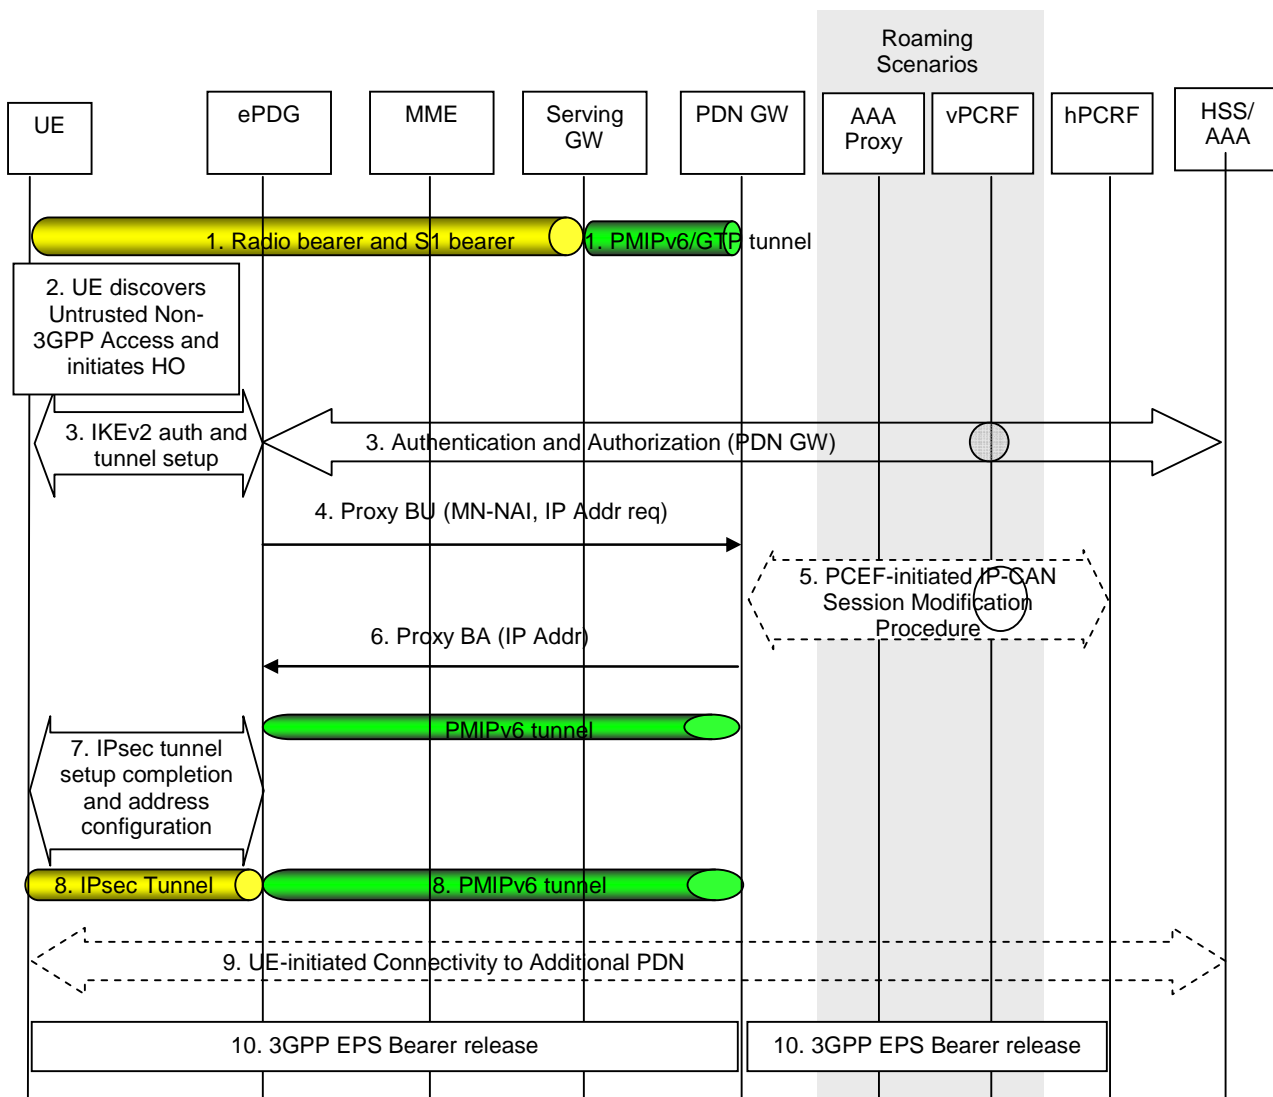 Roaming
Scenarios
UE
ePDG
MME
Serving
GW
PDN GW
AAA
Proxy
vPCRF
hPCRF
HSS/
AAA
1. Radio bearer and S1 bearer
1. PMIPv6/GTP tunnel
2. UE discovers
Untrusted Non-
3GPP Access and
initiates HO
3. IKEv2 auth and
tunnel setup
3. Authentication and Authorization (PDN GW)
4. Proxy BU (MN-NAI, IP Addr req)
5. PCEF-initiated IP-CAN
Session Modification
Procedure
6. Proxy BA (IP Addr)
PMIPv6 tunnel
7. IPsec tunnel
setup completion
and address
configuration
8. IPsec Tunnel
8. PMIPv6 tunnel
9. UE-initiated Connectivity to Additional PDN
10. 3GPP EPS Bearer release
10. 3GPP EPS Bearer release